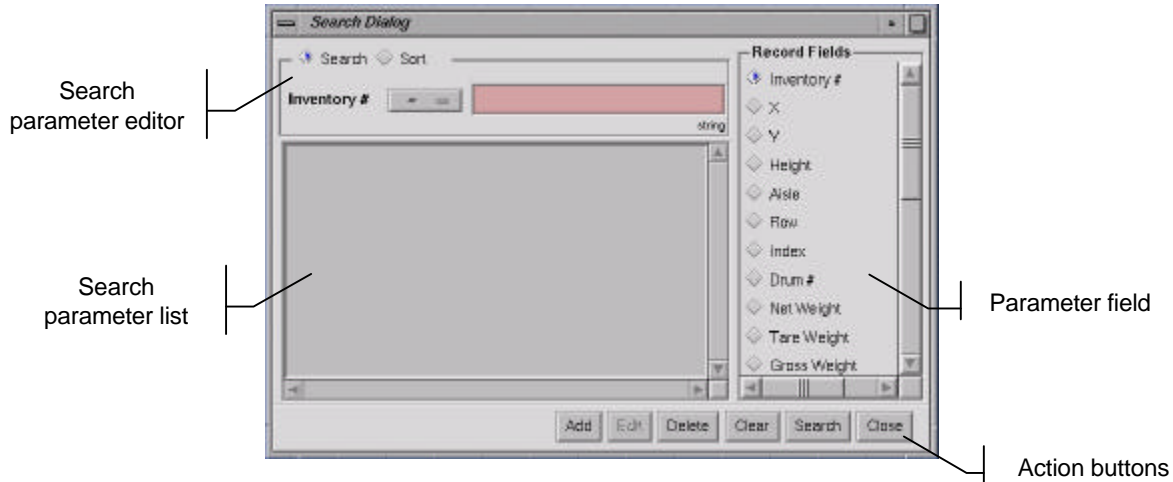 Search Dialog
Search Sort
Inventory #
=
string
Record Fields
Inventory #
X
Y
Height
Aisle
Row
Index
Drum #
Net Weight
Tare Weight
Gross Weight
Add Edit Delete Clear Search Close
Search
parameter editor
Search
parameter list
Parameter field
Action buttons